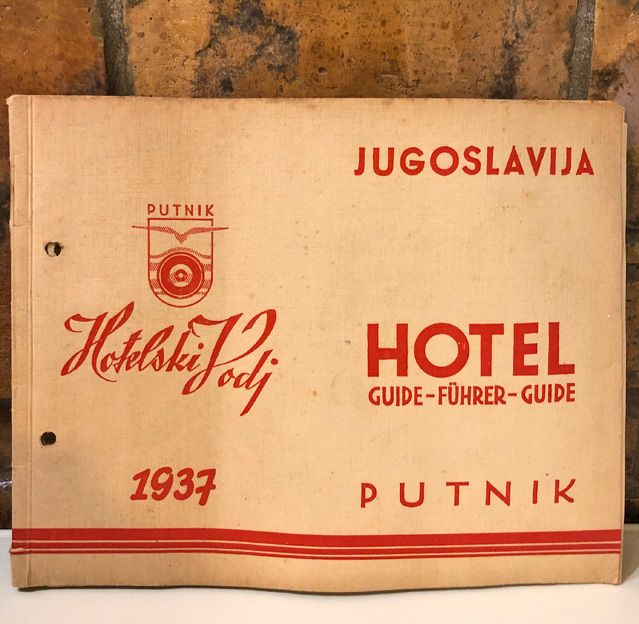 JUGOSLAVIJA
PUTNIK
Hotelski Vodj
HOTEL
GUIDE-FÜHRER-GUIDE
1937
PUTNIK